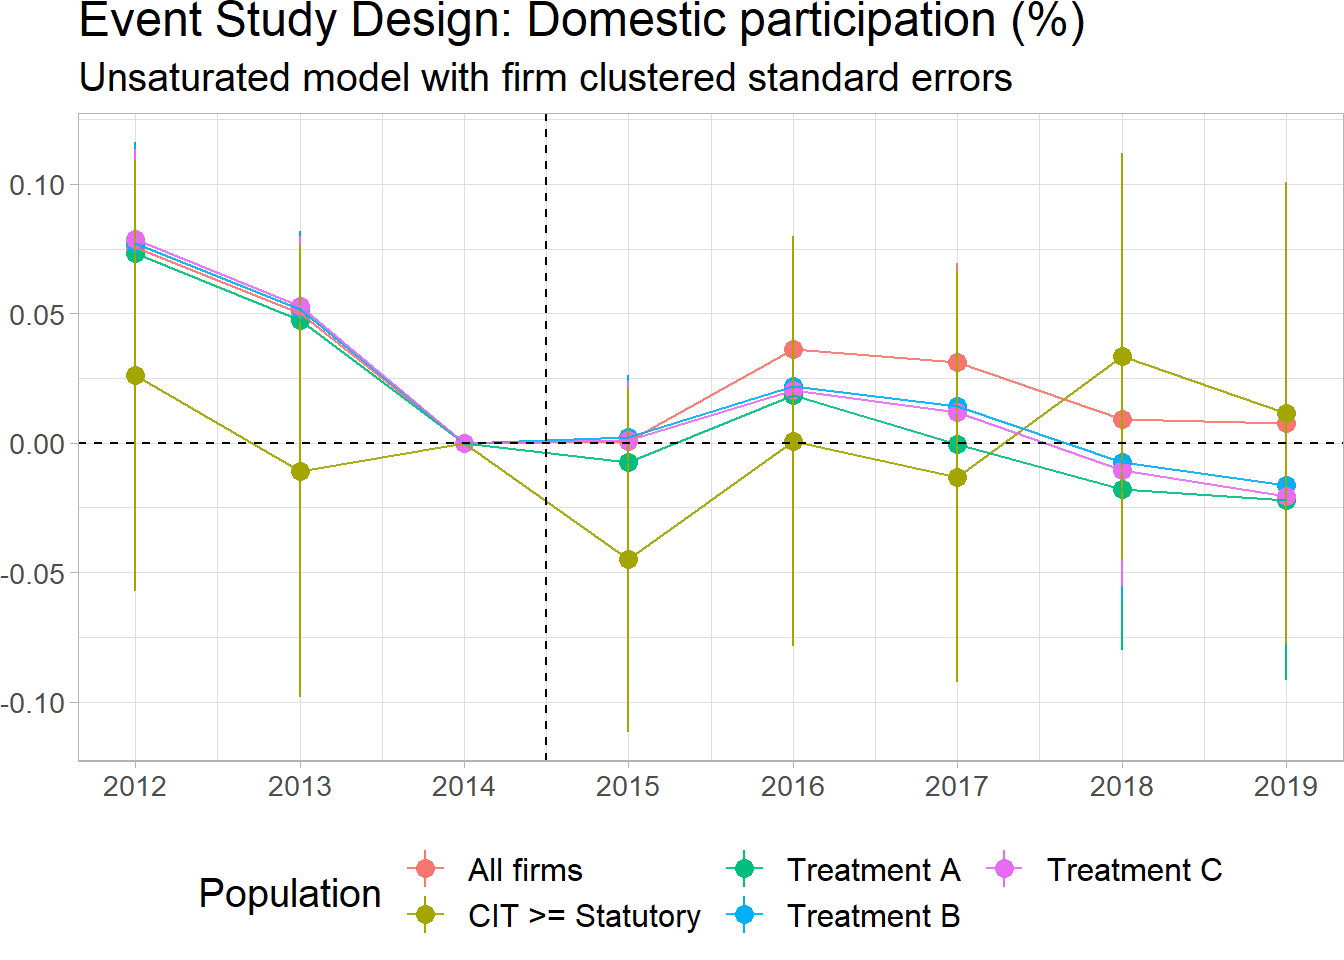 Event Study Design: Domestic participation (%)
Unsaturated model with firm clustered standard errors
0.10
0.05
0.00
-0.05
-0.10
2012 2013 2014 2015 2016 2017 2018 2019
Population
All firms
CIT >= Statutory
Treatment A
Treatment B
Treatment C